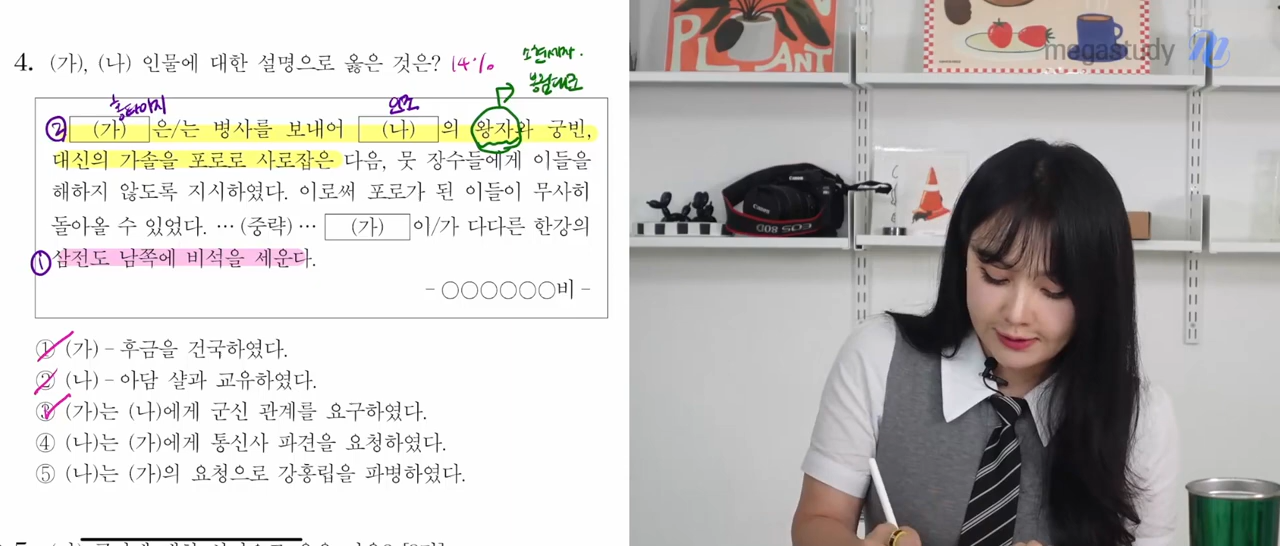 4. (가), (나) 인물에 대한 설명으로 옳은 것은? 14%
소현세자.
봉림대군
홍타이지
인조
② (가) 은/는 병사를 보내어 (나) 의 왕자와 궁빈,
대신의 가솔을 포로로 사로잡은 다음, 뭇 장수들에게 이들을
해하지 않도록 지시하였다. 이로써 포로가 된 이들이 무사히
돌아올 수 있었다. … (중략) … (가) 이/가 다다른 한강의
① 삼전도 남쪽에 비석을 세운다.
- ○○○○○○비 -
① (가) - 후금을 건국하였다.
② (나) - 아담 샬과 교유하였다.
③ (가)는 (나)에게 군신 관계를 요구하였다.
④ (나)는 (가)에게 통신사 파견을 요청하였다.
⑤ (나)는 (가)의 요청으로 강홍립을 파병하였다.
PLANT
megastudy
Canon
Canon
EOS 80D